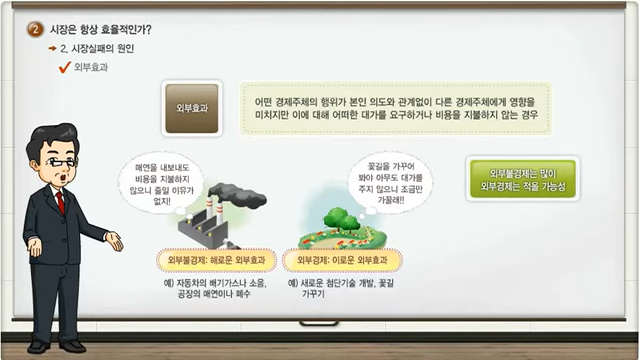 2 시장은 항상 효율적인가?
➔ 2. 시장실패의 원인
✓ 외부효과
외부효과
어떤 경제주체의 행위가 본인 의도와 관계없이 다른 경제주체에게 영향을
미치지만 이에 대해 어떠한 대가를 요구하거나 비용을 지불하지 않는 경우
매연을 내보내도
비용을 지불하지
않으니 줄일 이유가
없지!
꽃길을 가꾸어
봐야 아무도 대가를
주지 않으니 조금만
가꿀래!!
외부불경제는 많이
외부경제는 적을 가능성
외부불경제: 해로운 외부효과
외부경제: 이로운 외부효과
예) 자동차의 배기가스나 소음,
공장의 매연이나 폐수
예) 새로운 첨단기술 개발, 꽃길
가꾸기